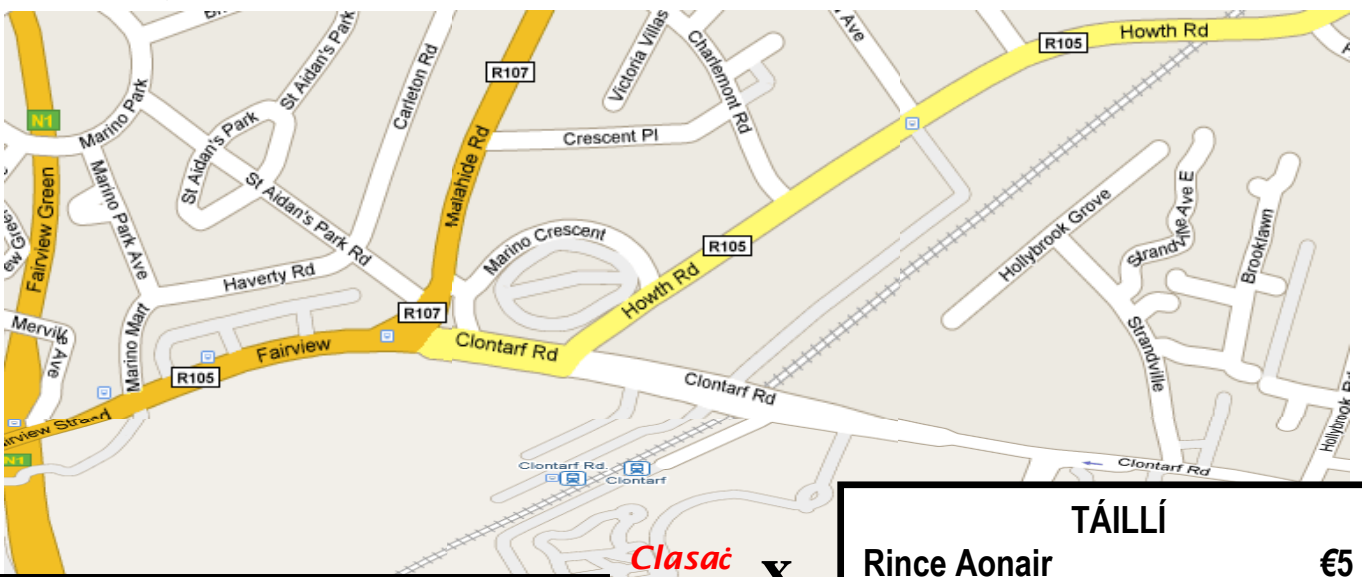 Howth Rd
R105
Ave
Victoria Villas
Charlemont Rd
R107
Carleton Rd
St Aidan's Park
St Aidan's Park
N1
Marino Park
Crescent Pl
Malahide Rd
Marino Park Ave
St Aidan's Park Rd
Fairview Green
Marino Crescent
R105
Howth Rd
Hollybrook Grove
Strandville Ave E
Brooklawn
Haverty Rd
R107
Marino Mart
Fairview
R105
Clontarf Rd
Clontarf Rd
Strandville
Hollybrook Rd
Ave
N1
Clontarf Rd
Clontarf Rd.
Clontarf
Clasaċ
X
TÁILLÍ
Rince Aonair €5